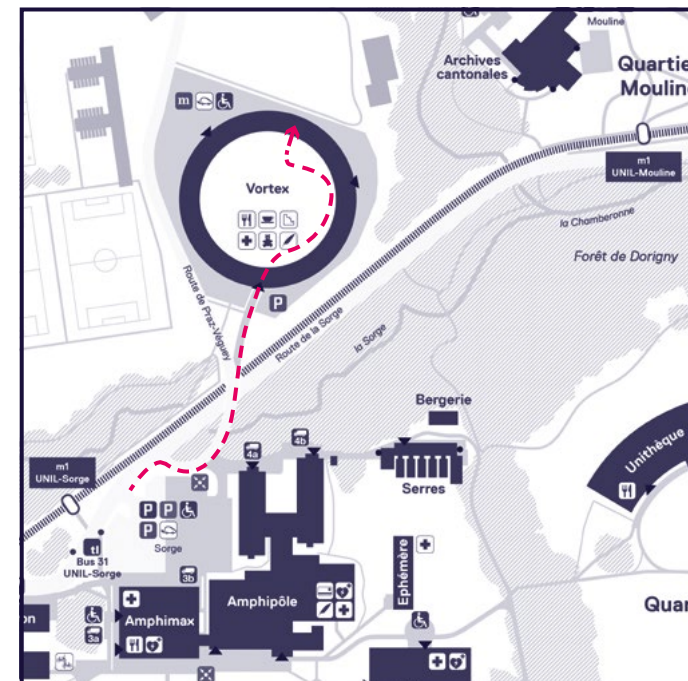 Mouline
Archives
cantonales
Quartie
Mouline
m
Vortex
m1
UNIL-Mouline
la Chamberonne
Forêt de Dorigny
P
Route de Praz-Véguey
Route de la Sorge
la Sorge
Bergerie
4a
4b
m1
UNIL-Sorge
Unithèque
Serres
P P
P
Sorge
tl
Bus 31
UNIL-Sorge
3b
Ephémère
Amphipôle
Amphimax
on
3a
Quar